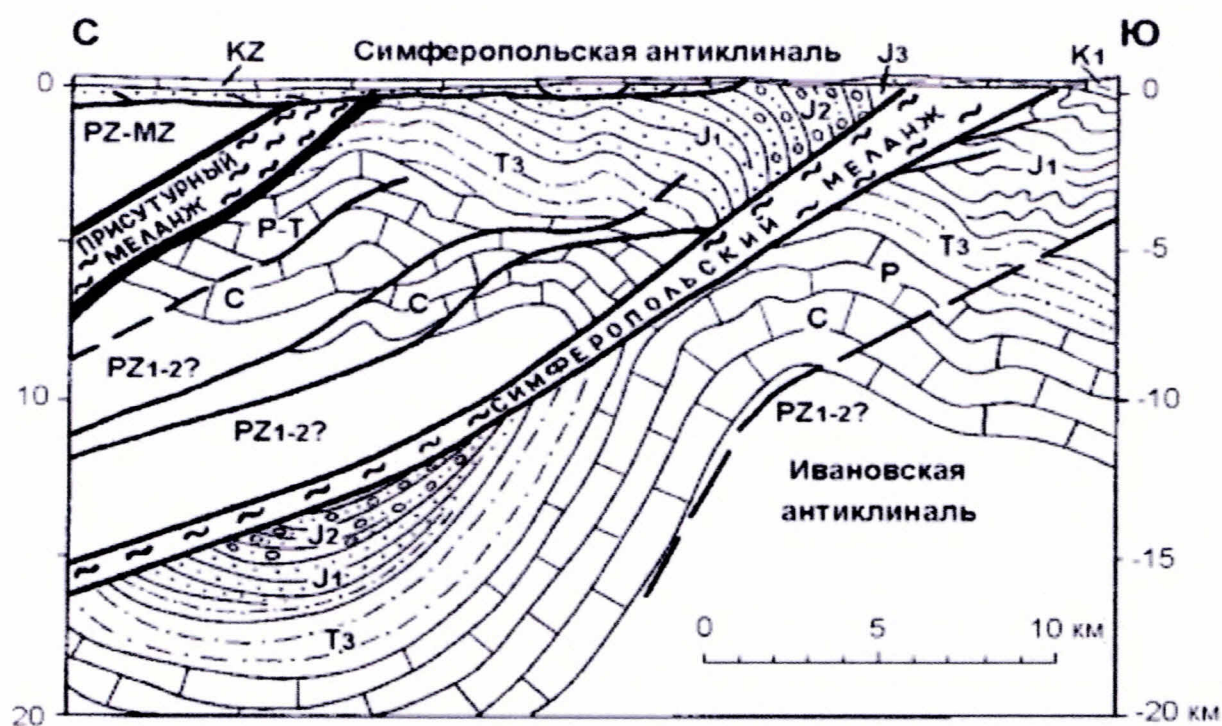 С
Ю
KZ
Симферопольская антиклиналь
J3
K1
0
0
PZ-MZ
J2
ПРИСУТУРНЫЙ
МЕЛАНЖ
T3
J1
СИМФЕРОПОЛЬСКИЙ МЕЛАНЖ
J1
P-T
T3
-5
P
C
C
C
PZ1-2?
10
-10
PZ1-2?
PZ1-2?
Ивановская
антиклиналь
J2
-15
J1
T3
0
5
10 км
20
-20 км